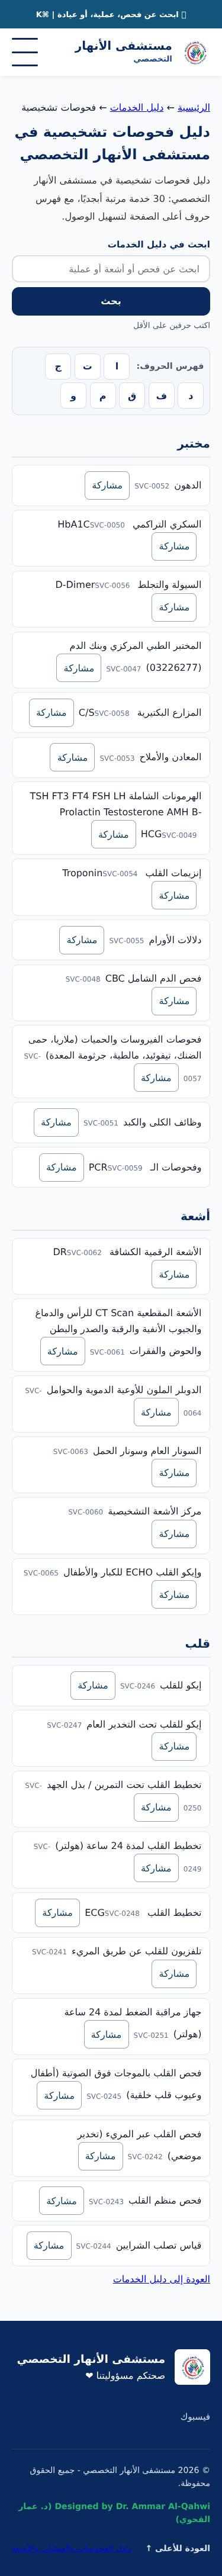 ابحث عن فحص، عملية، أو عيادة | ⌘K
مستشفى الأنهار
التخصصي
الرئيسية ← دليل الخدمات ← فحوصات تشخيصية
دليل فحوصات تشخيصية في
مستشفى الأنهار التخصصي
دليل فحوصات تشخيصية في مستشفى الأنهار
التخصصي: 30 خدمة مرتبة أبجديًا، مع فهرس
حروف أعلى الصفحة لتسهيل الوصول.
ابحث في دليل الخدمات
ابحث عن فحص أو أشعة أو عملية
بحث
اكتب حرفين على الأقل
فهرس الحروف: ا ت ج
د ف ق م و
مختبر
الدهون SVC-0052 مشاركة
السكري التراكمي HbA1C SVC-0050
مشاركة
السيولة والتجلط D-Dimer SVC-0056
مشاركة
المختبر الطبي المركزي وبنك الدم
(03226277) SVC-0047 مشاركة
المزارع البكتيرية C/S SVC-0058 مشاركة
المعادن والأملاح SVC-0053 مشاركة
الهرمونات الشاملة TSH FT3 FT4 FSH LH
Prolactin Testosterone AMH B-
HCG SVC-0049 مشاركة
إنزيمات القلب Troponin SVC-0054
مشاركة
دلالات الأورام SVC-0055 مشاركة
فحص الدم الشامل CBC SVC-0048
مشاركة
فحوصات الفيروسات والحميات (ملاريا، حمى
الضنك، تيفوئيد، مالطية، جرثومة المعدة) SVC-
0057 مشاركة
وظائف الكلى والكبد SVC-0051 مشاركة
وفحوصات الـ PCR SVC-0059 مشاركة
أشعة
الأشعة الرقمية الكشافة DR SVC-0062
مشاركة
الأشعة المقطعية CT Scan للرأس والدماغ
والجيوب الأنفية والرقبة والصدر والبطن
والحوض والفقرات SVC-0061 مشاركة
الدوبلر الملون للأوعية الدموية والحوامل SVC-
0064 مشاركة
السونار العام وسونار الحمل SVC-0063
مشاركة
مركز الأشعة التشخيصية SVC-0060
مشاركة
وإيكو القلب ECHO للكبار والأطفال SVC-0065
مشاركة
قلب
إيكو للقلب SVC-0246 مشاركة
إيكو للقلب تحت التخدير العام SVC-0247
مشاركة
تخطيط القلب تحت التمرين / بذل الجهد SVC-
0250 مشاركة
تخطيط القلب لمدة 24 ساعة (هولتر) SVC-
0249 مشاركة
تخطيط القلب ECG SVC-0248 مشاركة
تلفزيون للقلب عن طريق المريء SVC-0241
مشاركة
جهاز مراقبة الضغط لمدة 24 ساعة
(هولتر) SVC-0251 مشاركة
فحص القلب بالموجات فوق الصوتية (أطفال
وعيوب قلب خلقية) SVC-0245 مشاركة
فحص القلب عبر المريء (تخدير
موضعي) SVC-0242 مشاركة
فحص منظم القلب SVC-0243 مشاركة
قياس تصلب الشرايين SVC-0244 مشاركة
العودة إلى دليل الخدمات
مستشفى الأنهار التخصصي
صحتكم مسؤوليتنا ❤
فيسبوك
© 2026 مستشفى الأنهار التخصصي - جميع الحقوق
محفوظة.
Designed by Dr. Ammar Al-Qahwi (د. عمار
القحوي)
العودة للأعلى ↑